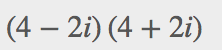 (4 − 2i) (4 + 2i)